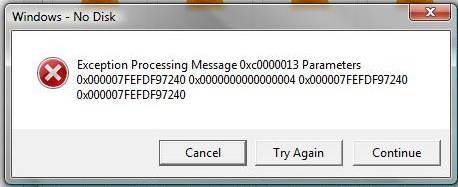 Windows - No Disk
Exception Processing Message 0xc0000013 Parameters
0x000007FEFDF97240 0x0000000000000004 0x000007FEFDF97240
0x000007FEFDF97240
Cancel
Try Again
Continue